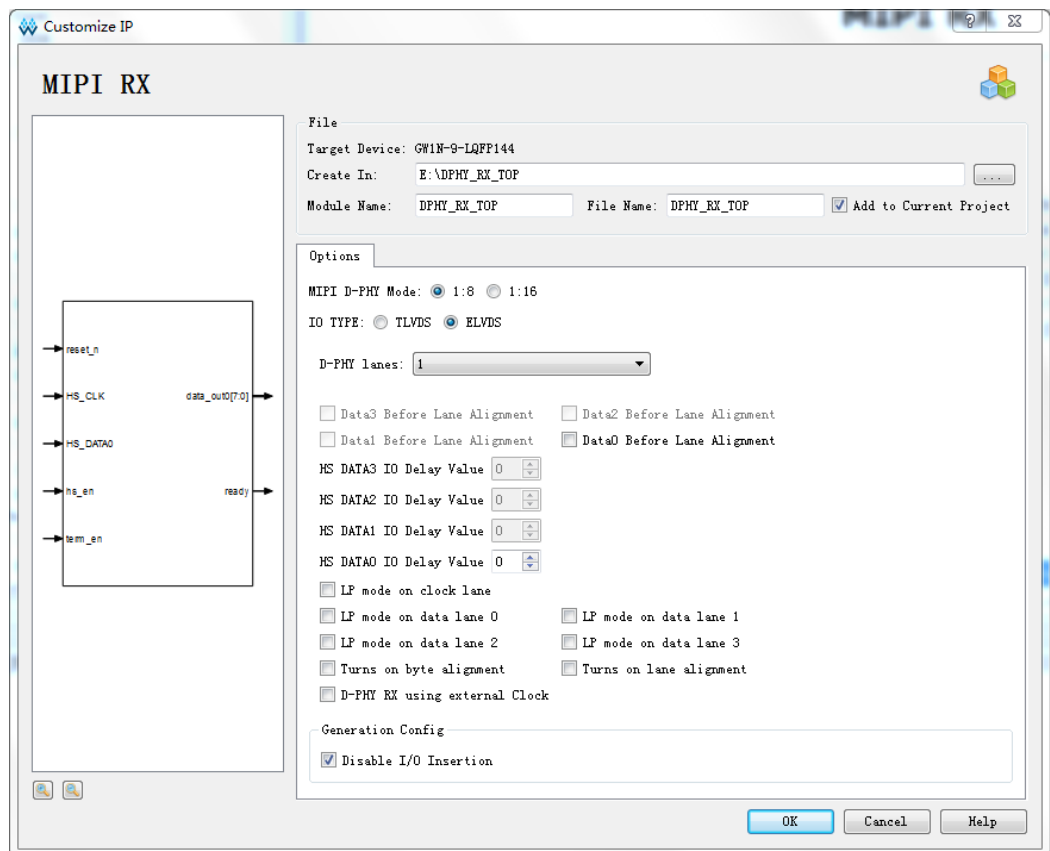 Customize IP
MIPI RX
MIPI RX
File
Target Device: GW1N-9-LQFP144
Create In: E:\DPHY_RX_TOP ...
Module Name: DPHY_RX_TOP File Name: DPHY_RX_TOP Add to Current Project
Options
MIPI D-PHY Mode: 1:8 1:16
IO TYPE: TLVDS ELVDS
D-PHY lanes: 1
Data3 Before Lane Alignment Data2 Before Lane Alignment
Data1 Before Lane Alignment Data0 Before Lane Alignment
HS DATA3 IO Delay Value 0
HS DATA2 IO Delay Value 0
HS DATA1 IO Delay Value 0
HS DATA0 IO Delay Value 0
LP mode on clock lane
LP mode on data lane 0 LP mode on data lane 1
LP mode on data lane 2 LP mode on data lane 3
Turns on byte alignment Turns on lane alignment
D-PHY RX using external Clock
Generation Config
Disable I/O Insertion
reset_n
HS_CLK data_out0[7:0]
HS_DATA0
hs_en ready
term_en
OK Cancel Help